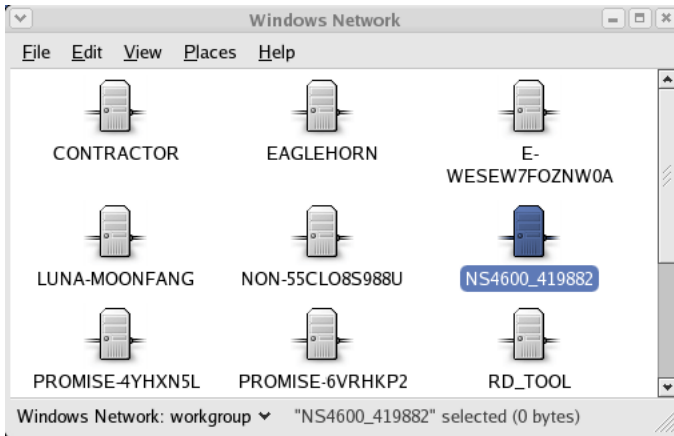 Windows Network
File Edit View Places Help
CONTRACTOR EAGLEHORN E-
WESEW7FOZNW0A
LUNA-MOONFANG NON-55CLO8S988U NS4600_419882
PROMISE-4YHXN5L PROMISE-6VRHKP2 RD_TOOL
Windows Network: workgroup "NS4600_419882" selected (0 bytes)